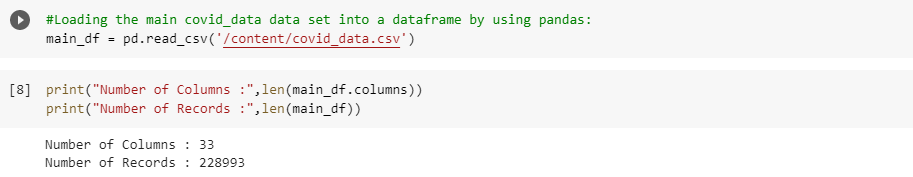 #Loading the main covid_data data set into a dataframe by using pandas:
main_df = pd.read_csv('/content/covid_data.csv')
[8] print("Number of Columns :",len(main_df.columns))
print("Number of Records :",len(main_df))
Number of Columns : 33
Number of Records : 228993